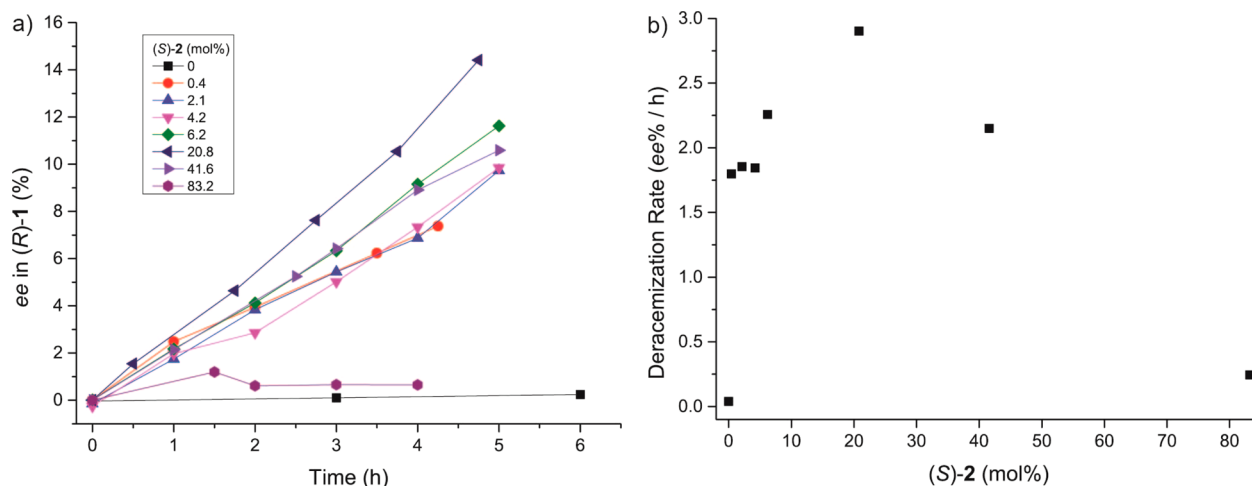 a)
ee in (R)-1 (%)
16
14
12
10
8
6
4
2
0
(S)-2 (mol%)
0
0.4
2.1
4.2
6.2
20.8
41.6
83.2
0 1 2 3 4 5 6
Time (h)
b)
Deracemization Rate (ee% / h)
3.0
2.5
2.0
1.5
1.0
0.5
0.0
0 10 20 30 40 50 60 70 80
(S)-2 (mol%)